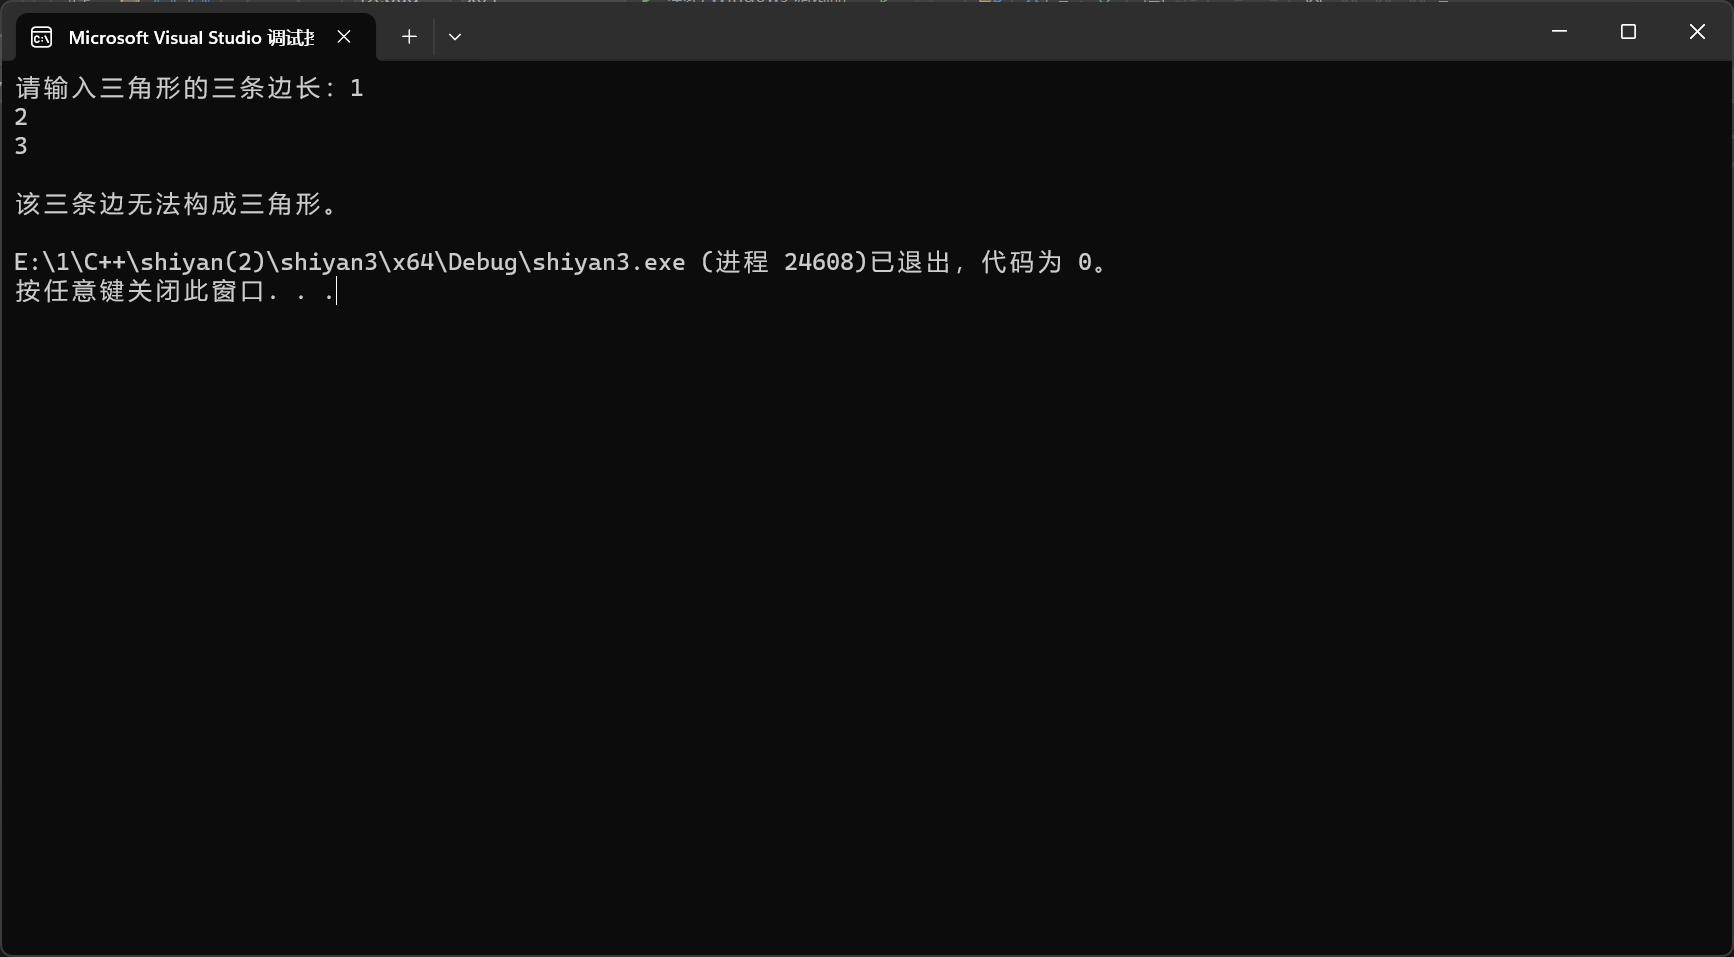 Microsoft Visual Studio 调试
请输入三角形的三条边长：1
2
3
该三条边无法构成三角形。
E:\1\C++\shiyan(2)\shiyan3\x64\Debug\shiyan3.exe (进程 24608)已退出，代码为 0。
按任意键关闭此窗口. . .